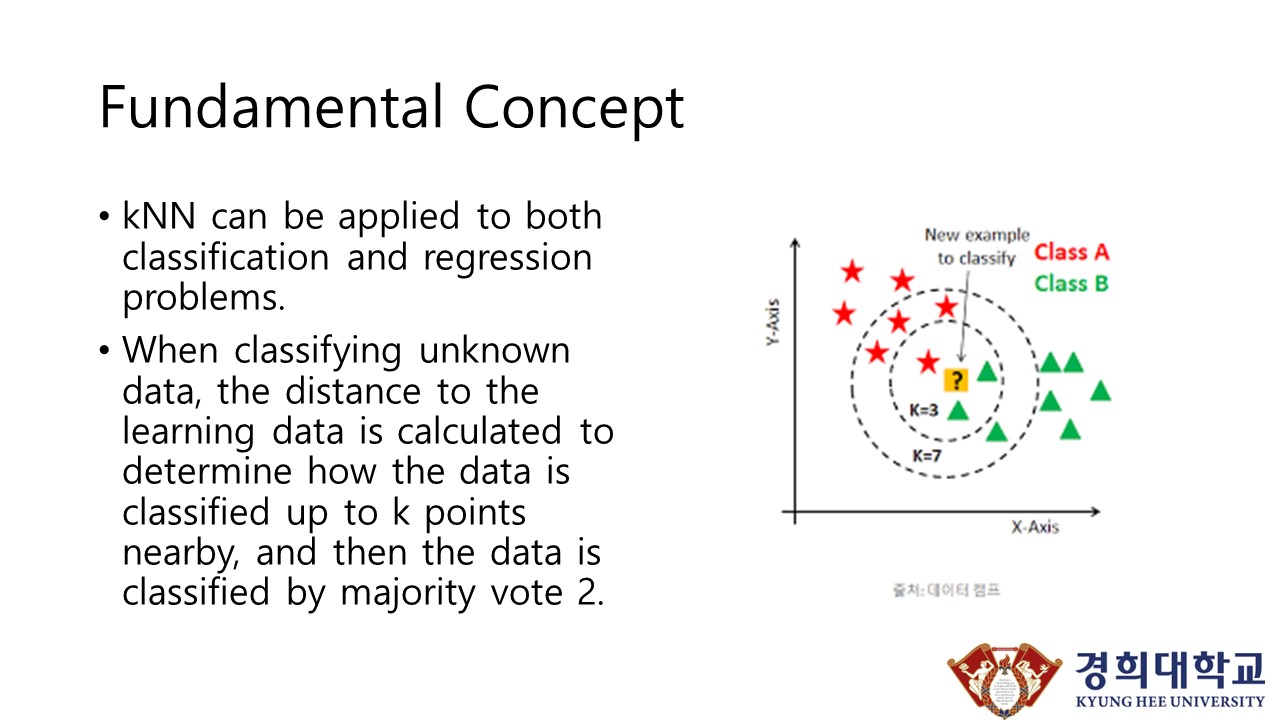 Fundamental Concept
• kNN can be applied to both
classification and regression
problems.
• When classifying unknown
data, the distance to the
learning data is calculated to
determine how the data is
classified up to k points
nearby, and then the data is
classified by majority vote 2.
New example
to classify
Class A
Class B
Y-Axis
?
K=3
K=7
X-Axis
출처: 데이터 캠프
경희대학교
KYUNG HEE UNIVERSITY